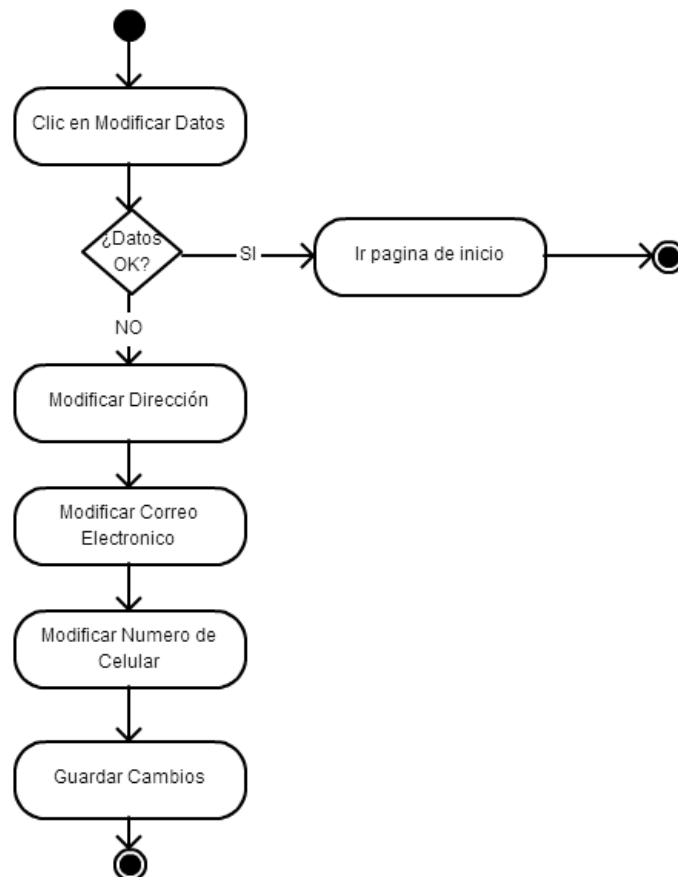 Clic en Modificar Datos
¿Datos
OK?
SI
Ir pagina de inicio
NO
Modificar Dirección
Modificar Correo
Electronico
Modificar Numero de
Celular
Guardar Cambios